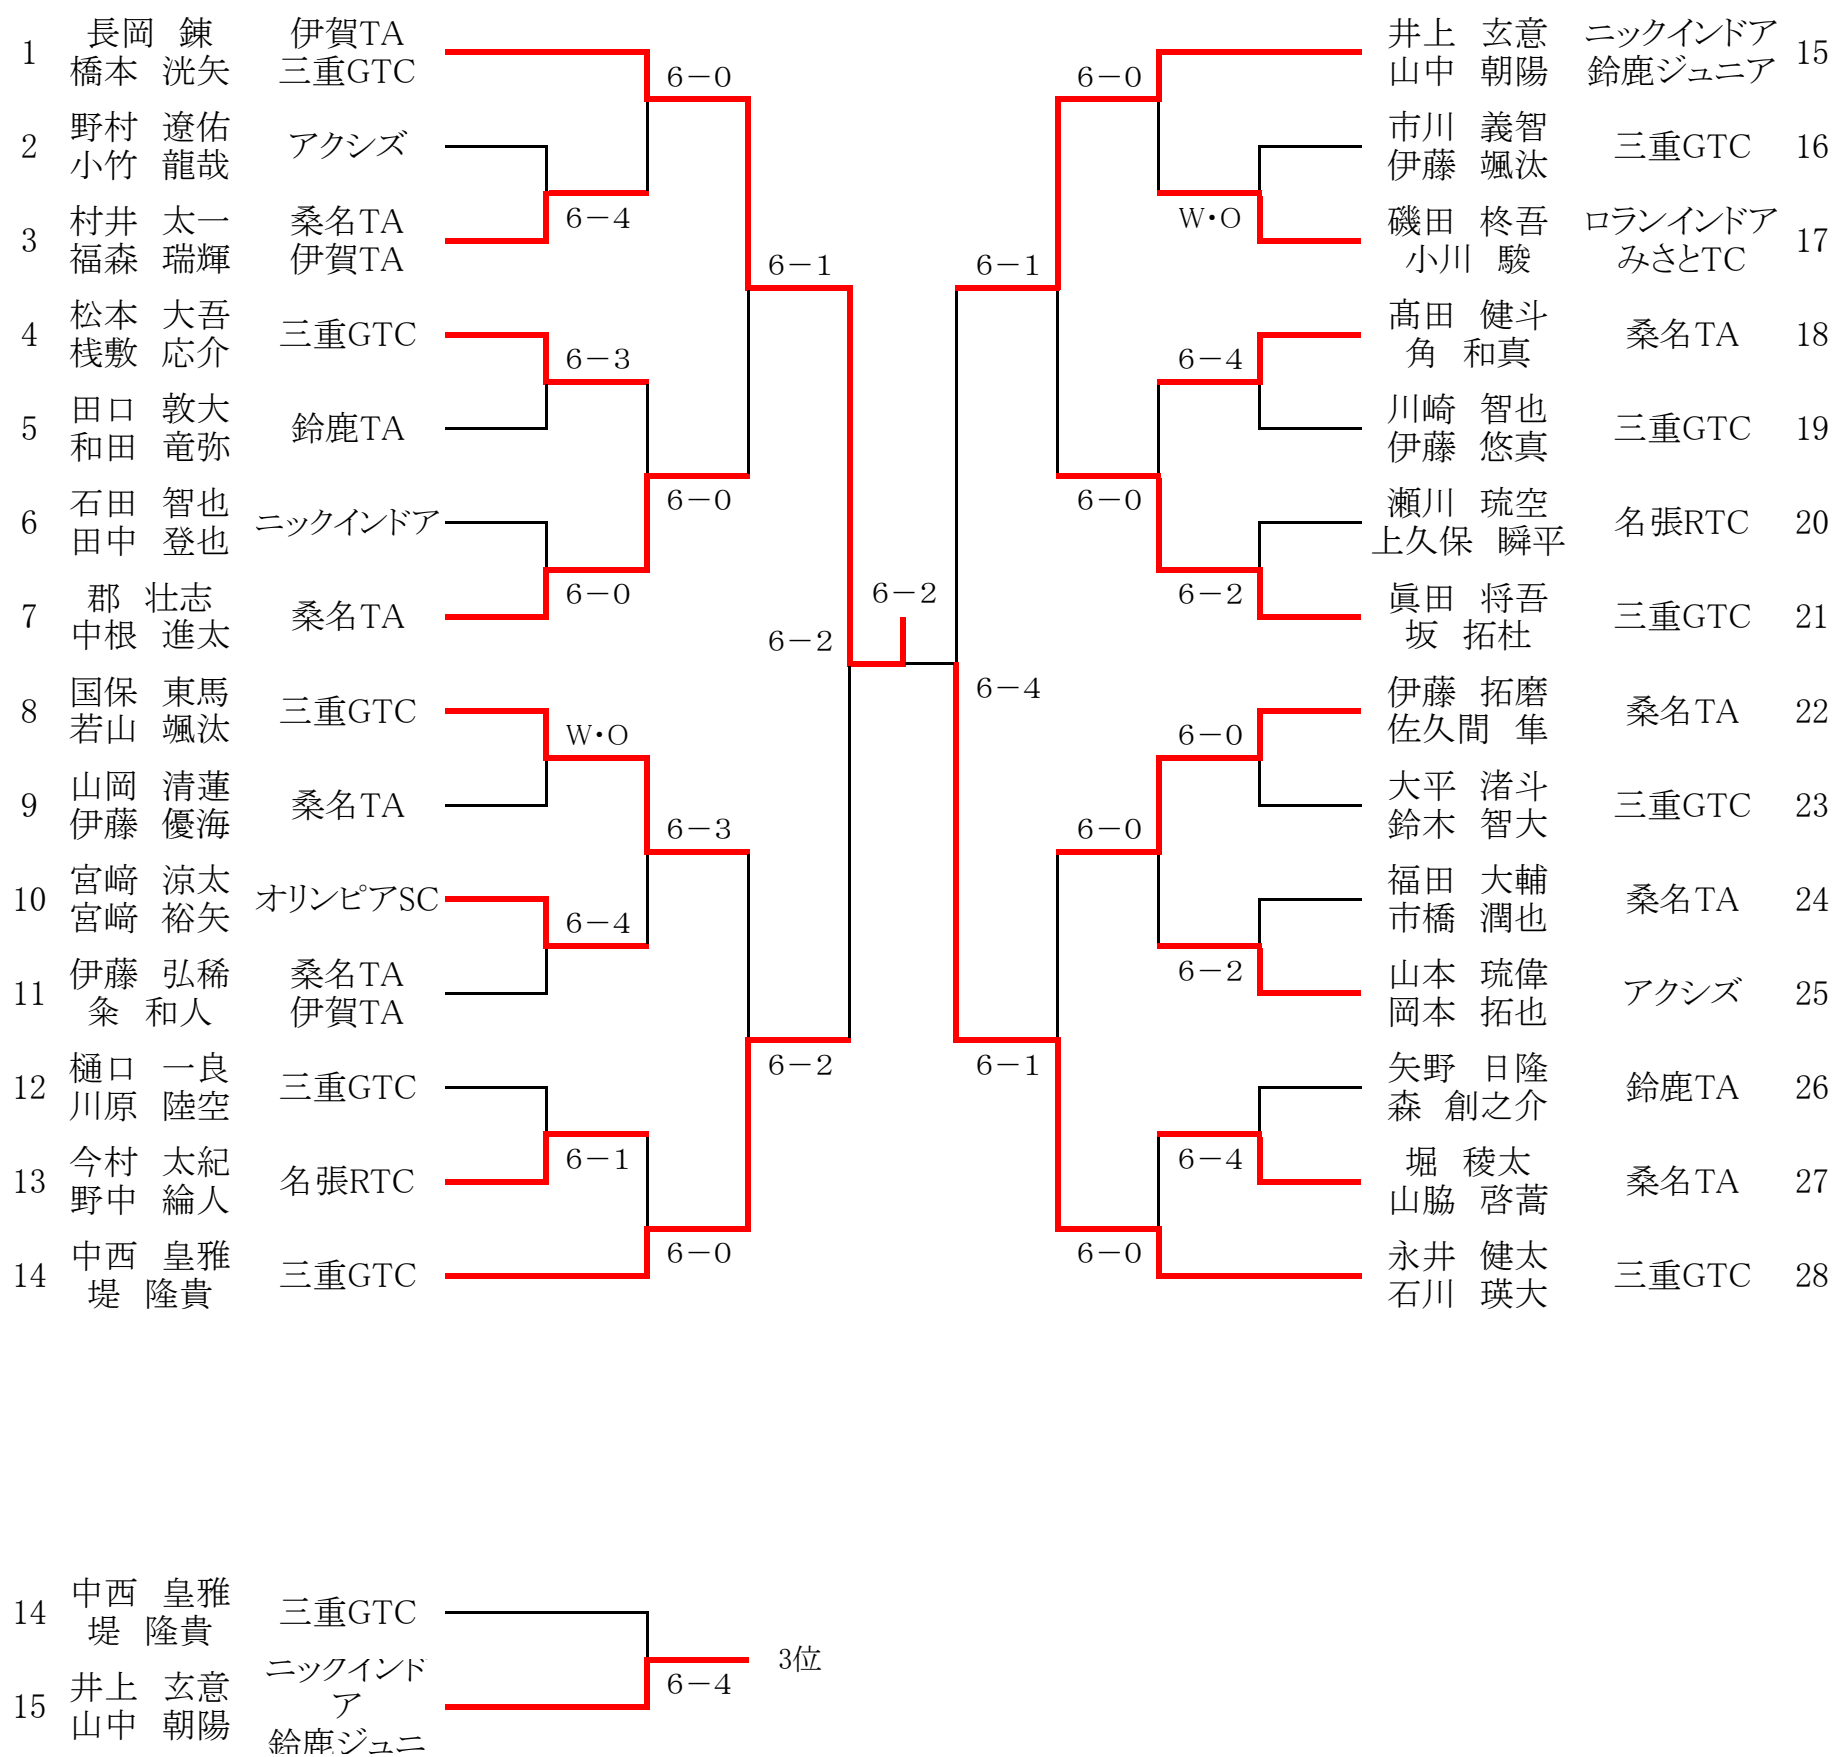 1 長岡 錬 伊賀TA
橋本 洸矢 三重GTC
2 野村 遼佑 アクシズ
小竹 龍哉
3 村井 太一 桑名TA
福森 瑞輝 伊賀TA
4 松本 大吾 三重GTC
桟敷 応介
5 田口 敦大 鈴鹿TA
和田 竜弥
6 石田 智也 ニックインドア
田中 登也
7 郡 壮志 桑名TA
中根 進太
8 国保 東馬 三重GTC
若山 颯汰
9 山岡 清蓮 桑名TA
伊藤 優海
10 宮﨑 涼太 オリンピアSC
宮﨑 裕矢
11 伊藤 弘稀 桑名TA
粂 和人 伊賀TA
12 樋口 一良 三重GTC
川原 陸空
13 今村 太紀 名張RTC
野中 綸人
14 中西 皇雅 三重GTC
堤 隆貴
6-4
6-3
6-0
W・O
6-4
6-1
6-0
6-0
6-3
6-0
6-1
6-2
6-2
6-2
6-4
6-1
6-1
6-0
6-0
6-0
6-0
W・O
6-4
6-2
6-0
6-2
6-4
井上 玄意 ニックインドア 15
山中 朝陽 鈴鹿ジュニア
市川 義智 三重GTC 16
伊藤 颯汰
磯田 柊吾 ロランインドア 17
小川 駿 みさとTC
髙田 健斗 桑名TA 18
角 和真
川崎 智也 三重GTC 19
伊藤 悠真
瀬川 琉空 名張RTC 20
上久保 瞬平
眞田 将吾 三重GTC 21
坂 拓杜
伊藤 拓磨 桑名TA 22
佐久間 隼
大平 渚斗 三重GTC 23
鈴木 智大
福田 大輔 桑名TA 24
市橋 潤也
山本 琉偉 アクシズ 25
岡本 拓也
矢野 日隆 鈴鹿TA 26
森 創之介
堀 稜太 桑名TA 27
山脇 啓蒿
永井 健太 三重GTC 28
石川 瑛大
14 中西 皇雅 三重GTC
堤 隆貴
15 井上 玄意 ニックインド
ア
山中 朝陽 鈴鹿ジュニ
6-4
3位